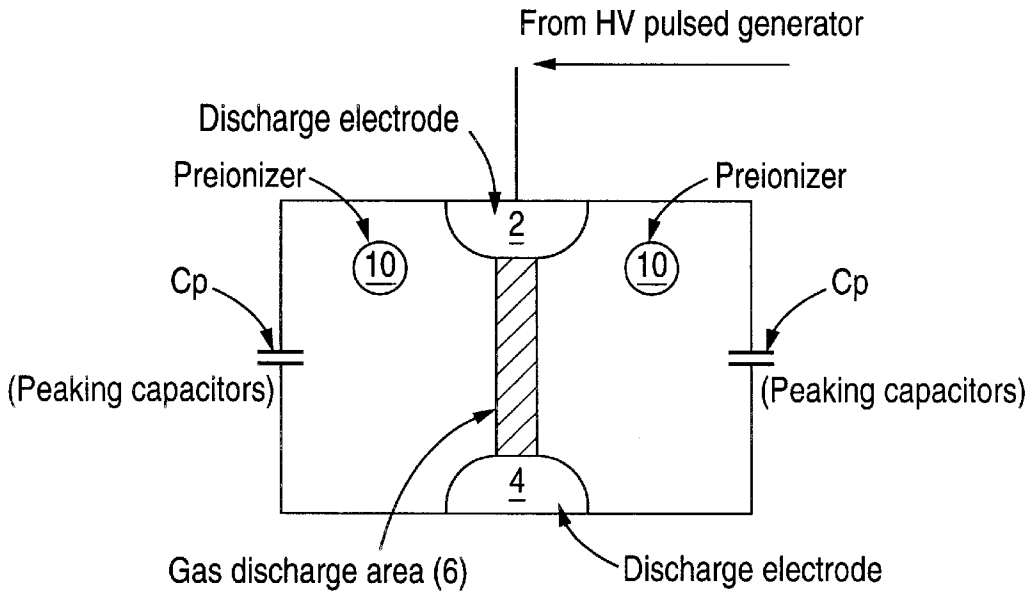 From HV pulsed generator
Discharge electrode
Preionizer
Preionizer
2
10
10
Cp
Cp
(Peaking capacitors)
(Peaking capacitors)
4
Gas discharge area (6)
Discharge electrode